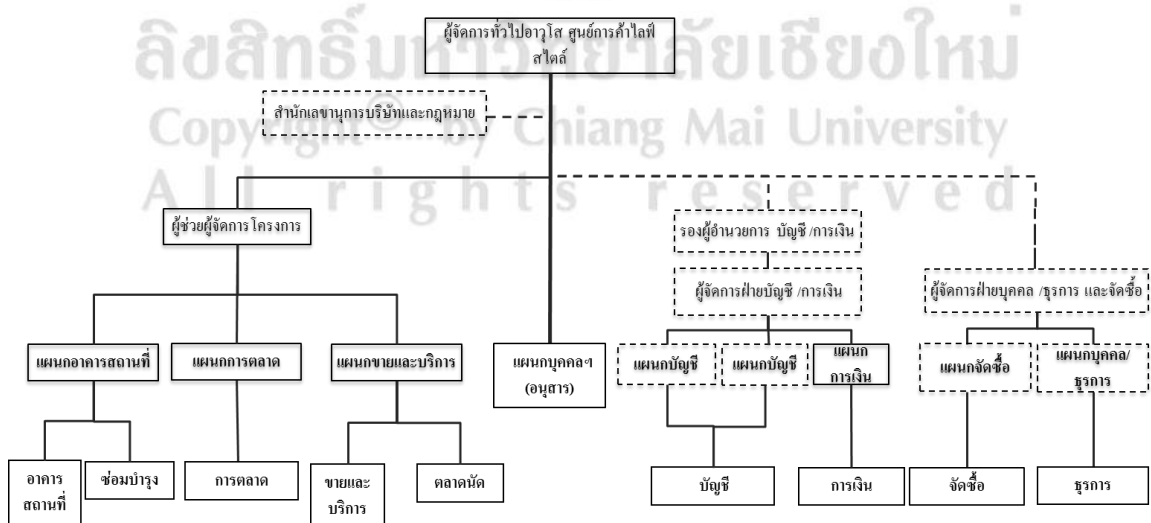 ผู้จัดการทั่วไปอาวุโส ศูนย์การค้าไลฟ์
สไตล์
ลิขสิทธิ์มหาวิทยาลัยเชียงใหม่
สำนักเลขานุการบริษัทและกฎหมาย
Copyright© by Chiang Mai University
All rights reserved
ผู้ช่วยผู้จัดการโครงการ
รองผู้อำนวยการ บัญชี /การเงิน
ผู้จัดการฝ่ายบัญชี /การเงิน
ผู้จัดการฝ่ายบุคคล /ธุรการ และจัดซื้อ
แผนกอาคารสถานที่
แผนกการตลาด
แผนกขายและบริการ
แผนกบุคคลฯ
(อนุสาร)
แผนกบัญชี
แผนกบัญชี
แผนก
การเงิน
แผนกจัดซื้อ
แผนกบุคคล/
ธุรการ
อาคาร
สถานที่
ซ่อมบำรุง
การตลาด
ขายและ
บริการ
ตลาดนัด
บัญชี
การเงิน
จัดซื้อ
ธุรการ